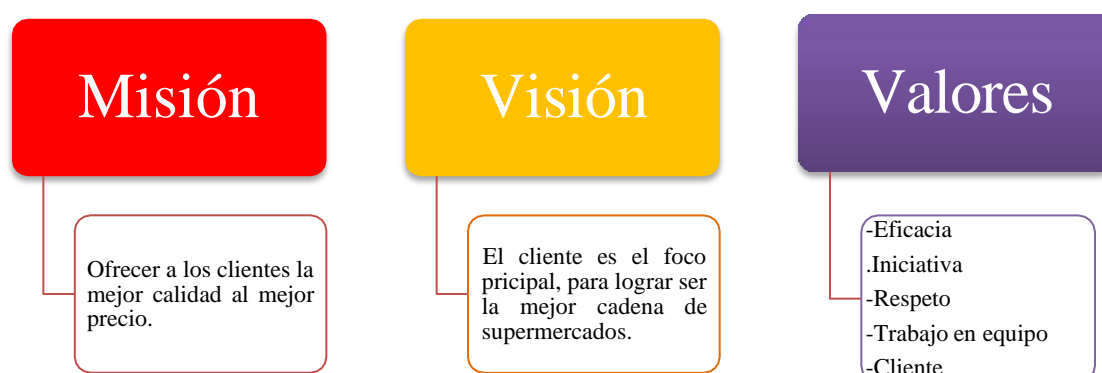 Misión
Ofrecer a los clientes la
mejor calidad al mejor
precio.
Visión
El cliente es el foco
pricipal, para lograr ser
la mejor cadena de
supermercados.
Valores
-Eficacia
.Iniciativa
-Respeto
-Trabajo en equipo
-Cliente